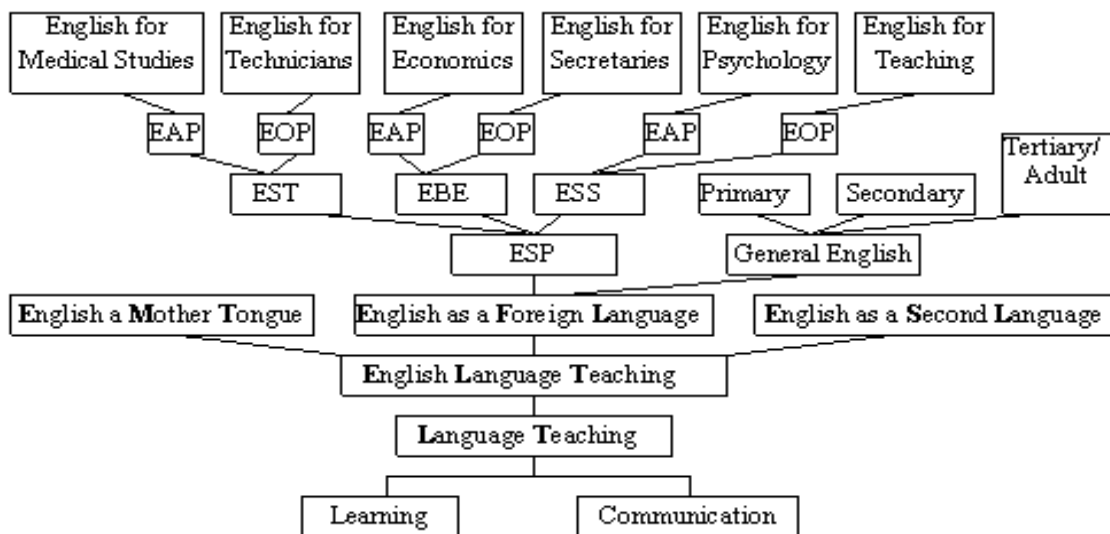 English for
Medical Studies
English for
Technicians
English for
Economics
English for
Secretaries
English for
Psychology
English for
Teaching
EAP
EOP
EAP
EOP
EAP
EOP
Tertiary/
Adult
EST
EBE
ESS
Primary
Secondary
ESP
General English
English a Mother Tongue
English as a Foreign Language
English as a Second Language
English Language Teaching
Language Teaching
Learning
Communication